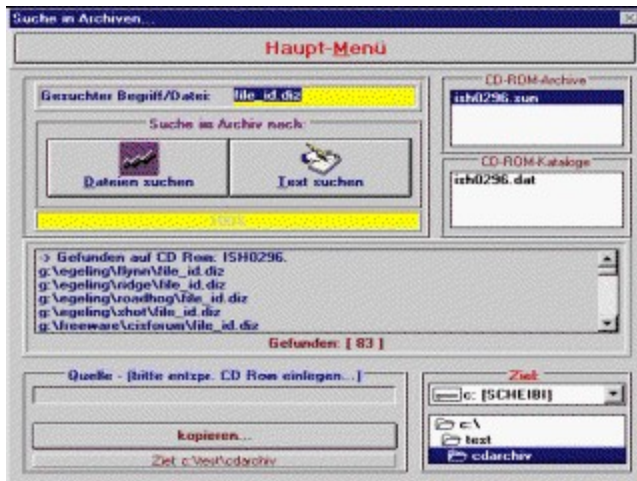 Suche in Archiven...
Haupt-Menü
Gesuchter Begriff/Datei:
file_id.diz
Suche im Archiv nach:
Dateien suchen
Text suchen
100%
CD-ROM-Archive
ish0296.xun
CD-ROM-Kataloge
ish0296.dat
-> Gefunden auf CD Rom: ISH0296.
g:\egeling\flynn\file_id.diz
g:\egeling\ridge\file_id.diz
g:\egeling\roadhog\file_id.diz
g:\egeling\xhot\file_id.diz
g:\freeware\cisforum\file_id.diz
Gefunden: [ 83 ]
Quelle - [bitte entspr. CD Rom einlegen...]
kopieren...
Ziel: c:\test\cdarchiv
Ziel:
c: [SCHEIBI]
c:\
test
cdarchiv